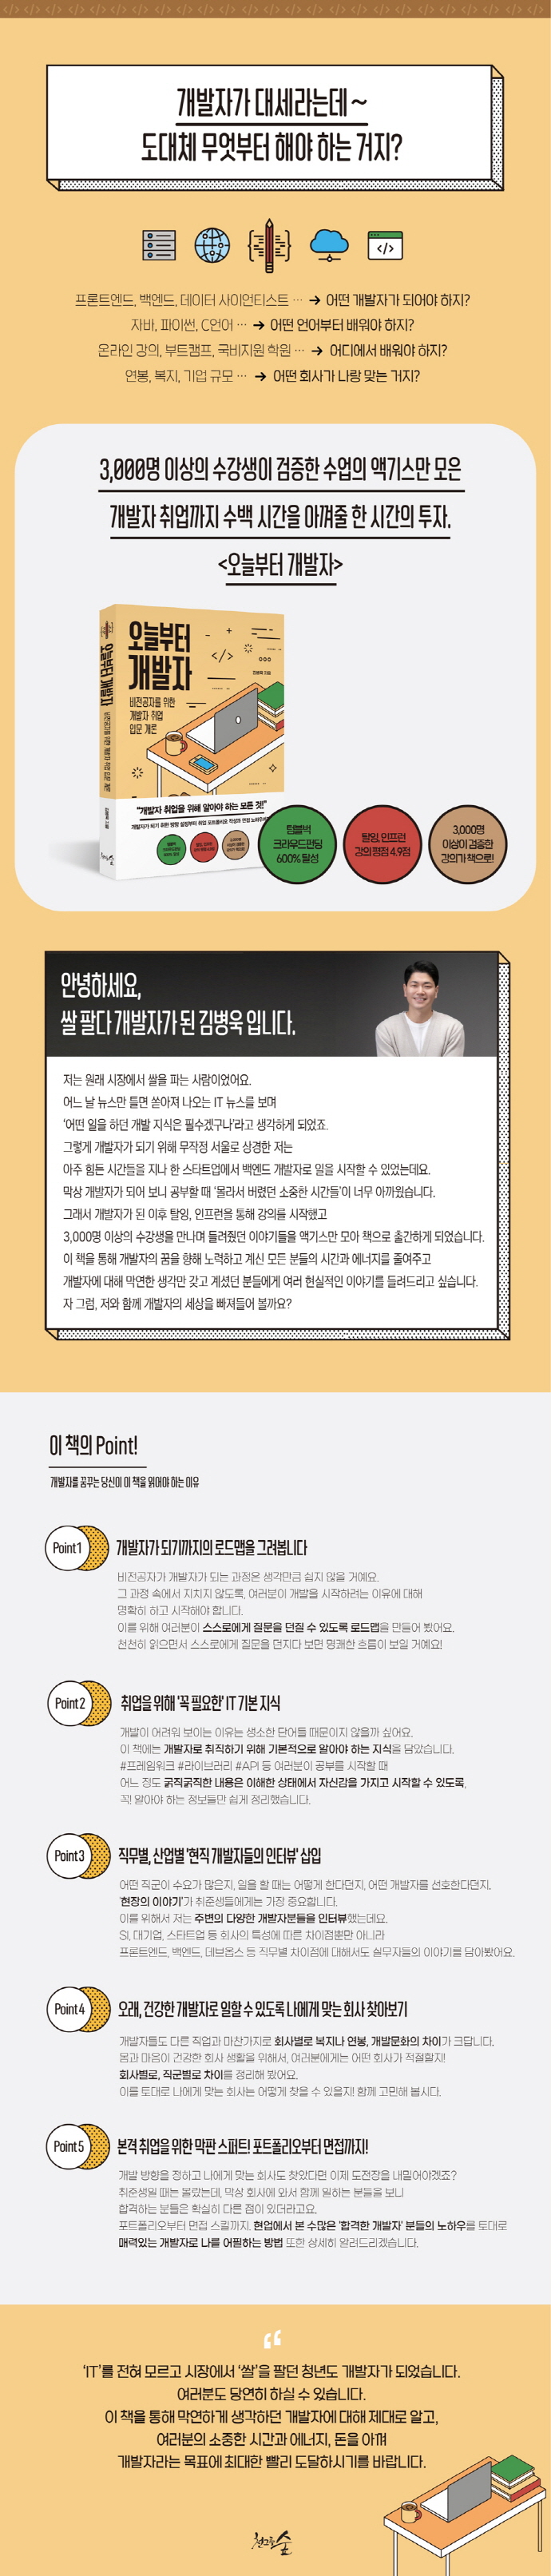 개발자가 대세라는데 ~
도대체 무엇부터 해야 하는 거지?
</>
프론트엔드, 백엔드, 데이터 사이언티스트 … → 어떤 개발자가 되어야 하지?
자바, 파이썬, C언어 … → 어떤 언어부터 배워야 하지?
온라인 강의, 부트캠프, 국비지원 학원 … → 어디에서 배워야 하지?
연봉, 복지, 기업 규모 … → 어떤 회사가 나랑 맞는 거지?
3,000명 이상의 수강생이 검증한 수업의 액기스만 모은
개발자 취업까지 수백 시간을 아껴줄 한 시간의 투자.
<오늘부터 개발자>
오늘부터
개발자
</>
비전공자를 위한
개발자 취업
입문 개론
오늘부터 개발자
"개발자 취업을 위해 알아야 하는 모든 것!"
텀블벅
크라우드펀딩
600% 달성
탈잉, 인프런
강의 평점 4.9점
3,000명
이상이 검증한
강의가 책으로!
안녕하세요,
쌀 팔다 개발자가 된 김병욱 입니다.
저는 원래 시장에서 쌀을 파는 사람이었어요.
어느 날 뉴스만 틀면 쏟아져 나오는 IT 뉴스를 보며
'어떤 일을 하던 개발 지식은 필수겠구나'라고 생각하게 되었죠.
그렇게 개발자가 되기 위해 무작정 서울로 상경한 저는
아주 힘든 시간들을 지나 한 스타트업에서 백엔드 개발자로 일을 시작할 수 있었는데요.
막상 개발자가 되어 보니 공부할 때 '몰라서 버렸던 소중한 시간들'이 너무 아까웠습니다.
그래서 개발자가 된 이후 탈잉, 인프런을 통해 강의를 시작했고
3,000명 이상의 수강생을 만나며 들려줬던 이야기들을 액기스만 모아 책으로 출간하게 되었습니다.
이 책을 통해 개발자의 꿈을 향해 노력하고 계신 모든 분들의 시간과 에너지를 줄여주고
개발자에 대해 막연한 생각만 갖고 계셨던 분들에게 여러 현실적인 이야기를 들려드리고 싶습니다.
자 그럼, 저와 함께 개발자의 세상을 빠져들어 볼까요?
이 책의 Point!
개발자를 꿈꾸는 당신이 이 책을 읽어야 하는 이유
Point 1
개발자가 되기까지의 로드맵을 그려봅니다
비전공자가 개발자가 되는 과정은 생각만큼 쉽지 않을 거예요.
그 과정 속에서 지치지 않도록, 여러분이 개발을 시작하려는 이유에 대해
명확히 하고 시작해야 합니다.
이를 위해 여러분이 스스로에게 질문을 던질 수 있도록 로드맵을 만들어 봤어요.
천천히 읽으면서 스스로에게 질문을 던지다 보면 명쾌한 흐름이 보일 거예요!
Point 2
취업을 위해 '꼭 필요한' IT 기본 지식
개발이 어려워 보이는 이유는 생소한 단어들 때문이지 않을까 싶어요.
이 책에는 개발자로 취직하기 위해 기본적으로 알아야 하는 지식을 담았습니다.
#프레임워크 #라이브러리 #API 등 여러분이 공부를 시작할 때
어느 정도 굵직굵직한 내용은 이해한 상태에서 자신감을 가지고 시작할 수 있도록,
꼭! 알아야 하는 정보들만 쉽게 정리했습니다.
Point 3
직무별, 산업별 '현직 개발자들의 인터뷰' 삽입
어떤 직군이 수요가 많은지, 일을 할 때는 어떻게 한다던지, 어떤 개발자를 선호한다던지,
'현장의 이야기'가 취준생들에게는 가장 중요합니다.
이를 위해서 저는 주변의 다양한 개발자분들을 인터뷰했는데요.
SI, 대기업, 스타트업 등 회사의 특성에 따른 차이점뿐만 아니라
프론트엔드, 백엔드, 데브옵스 등 직무별 차이점에 대해서도 실무자들의 이야기를 담아봤어요.
Point 4
오래, 건강한 개발자로 일할 수 있도록 나에게 맞는 회사 찾아보기
개발자들도 다른 직업과 마찬가지로 회사별로 복지나 연봉, 개발문화의 차이가 크답니다.
몸과 마음이 건강한 회사 생활을 위해서, 여러분에게는 어떤 회사가 적절할지!
회사별로, 직군별로 차이를 정리해 봤어요.
이를 토대로 나에게 맞는 회사는 어떻게 찾을 수 있을지! 함께 고민해 봅시다.
Point 5
본격 취업을 위한 막판 스퍼트! 포트폴리오부터 면접까지!
개발 방향을 정하고 나에게 맞는 회사도 찾았다면 이제 도전장을 내밀어야겠죠?
취준생일 때는 몰랐는데, 막상 회사에 와서 함께 일하는 분들을 보니
합격하는 분들은 확실히 다른 점이 있더라고요.
포트폴리오부터 면접 스킬까지. 현업에서 본 수많은 '합격한 개발자' 분들의 노하우를 토대로
매력있는 개발자로 나를 어필하는 방법 또한 상세히 알려드리겠습니다.
“
'IT'를 전혀 모르고 시장에서 '쌀'을 팔던 청년도 개발자가 되었습니다.
여러분도 당연히 하실 수 있습니다.
이 책을 통해 막연하게 생각하던 개발자에 대해 제대로 알고,
여러분의 소중한 시간과 에너지, 돈을 아껴
개발자라는 목표에 최대한 빨리 도달하시기를 바랍니다.
천그루숲